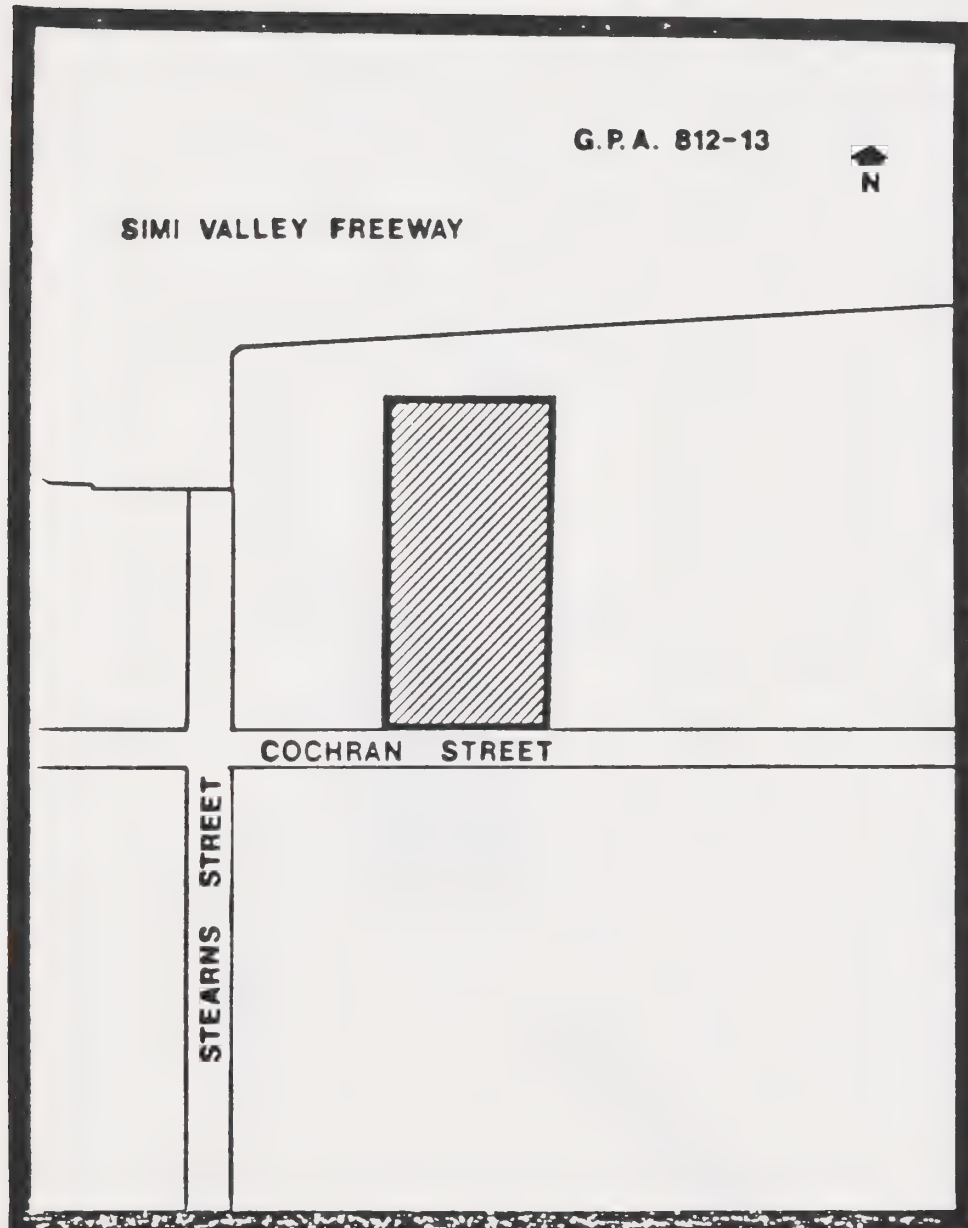 G.P.A. 812-13
N
SIMI VALLEY FREEWAY
COCHRAN STREET
STEARNS STREET